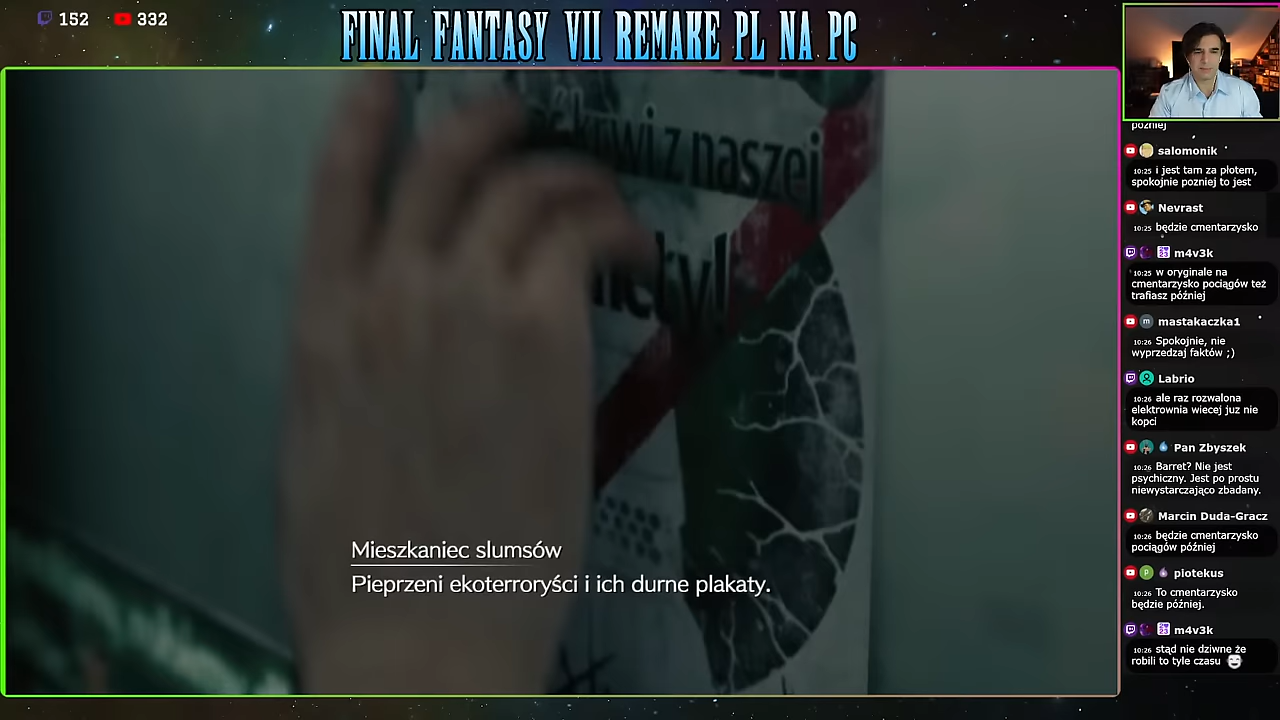 152
332
FINAL FANTASY VII REMAKE PL NA PC
krwi z naszej
Mieszkaniec slumsów
Pieprzeni ekoterroryści i ich durne plakaty.
pozniej
salomonik
10:25 i jest tam za płotem,
spokojnie pozniej to jest
Nevrast
10:25 będzie cmentarzysko
m4v3k
10:25 w oryginale na
cmentarzysko pociągów też
trafiasz później
mastakaczka1
10:26 Spokojnie, nie
wyprzedzaj faktów ;)
Labrio
10:26 ale raz rozwalona
elektrownia wiecej juz nie
kopci
Pan Zbyszek
10:26 Barret? Nie jest
psychiczny. Jest po prostu
niewystarczająco zbadany.
Marcin Duda-Gracz
10:26 będzie cmentarzysko
pociągów później
piotekus
10:26 To cmentarzysko
będzie później.
m4v3k
10:26 stąd nie dziwne że
robili to tyle czasu